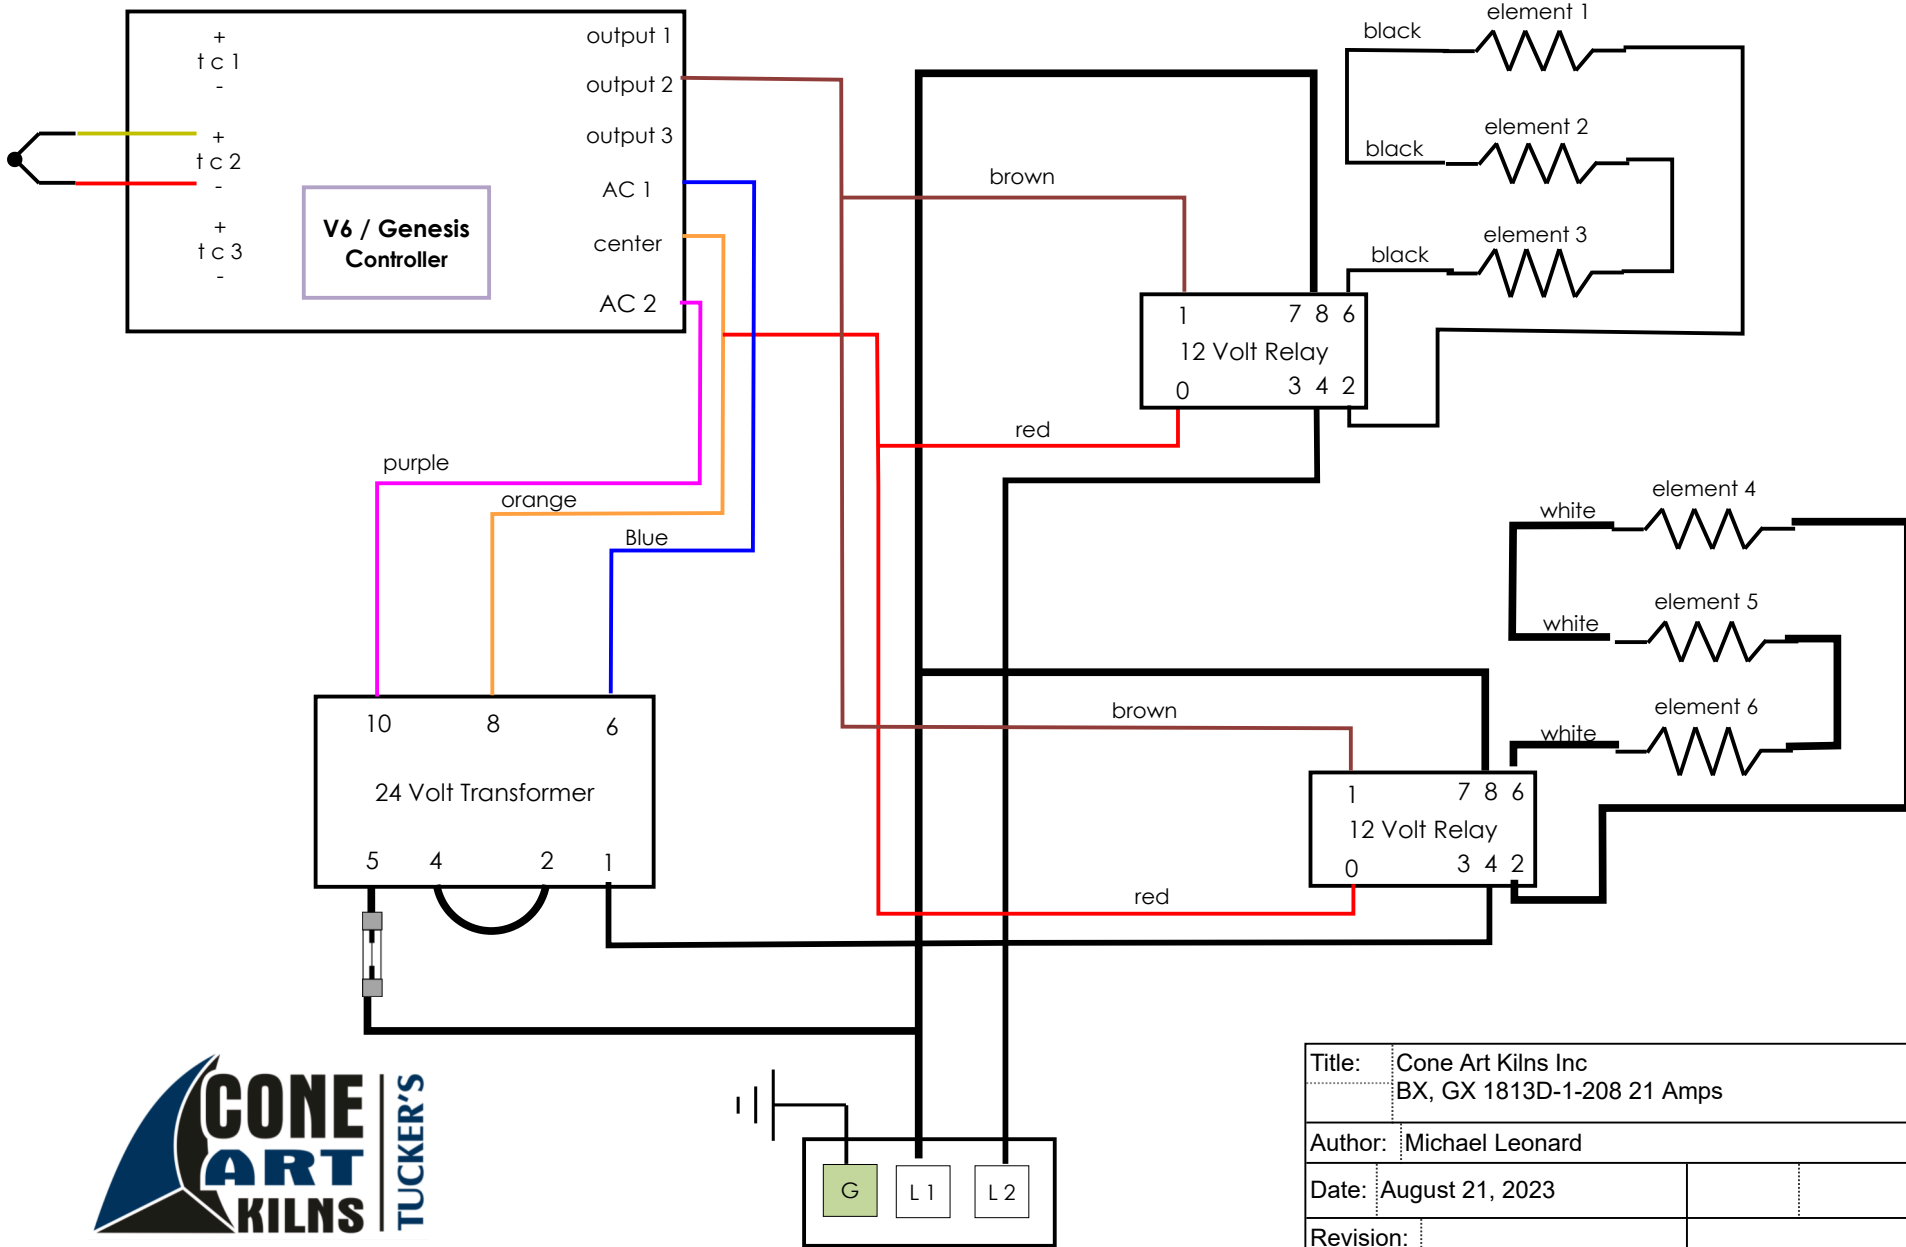 +
t c 1
-
+
t c 2
-
+
t c 3
-
V6 / Genesis
Controller
output 1
output 2
output 3
AC 1
center
AC 2
element 1
black
element 2
black
element 3
black
brown
1 7 8 6
12 Volt Relay
0 3 4 2
red
purple
orange
Blue
element 4
white
element 5
white
element 6
white
brown
1 7 8 6
12 Volt Relay
0 3 4 2
red
10 8 6
24 Volt Transformer
5 4 2 1
G L 1 L 2
CONE
ART
KILNS
TUCKER'S
Title: Cone Art Kilns Inc
BX, GX 1813D-1-208 21 Amps
Author: Michael Leonard
Date: August 21, 2023
Revision: